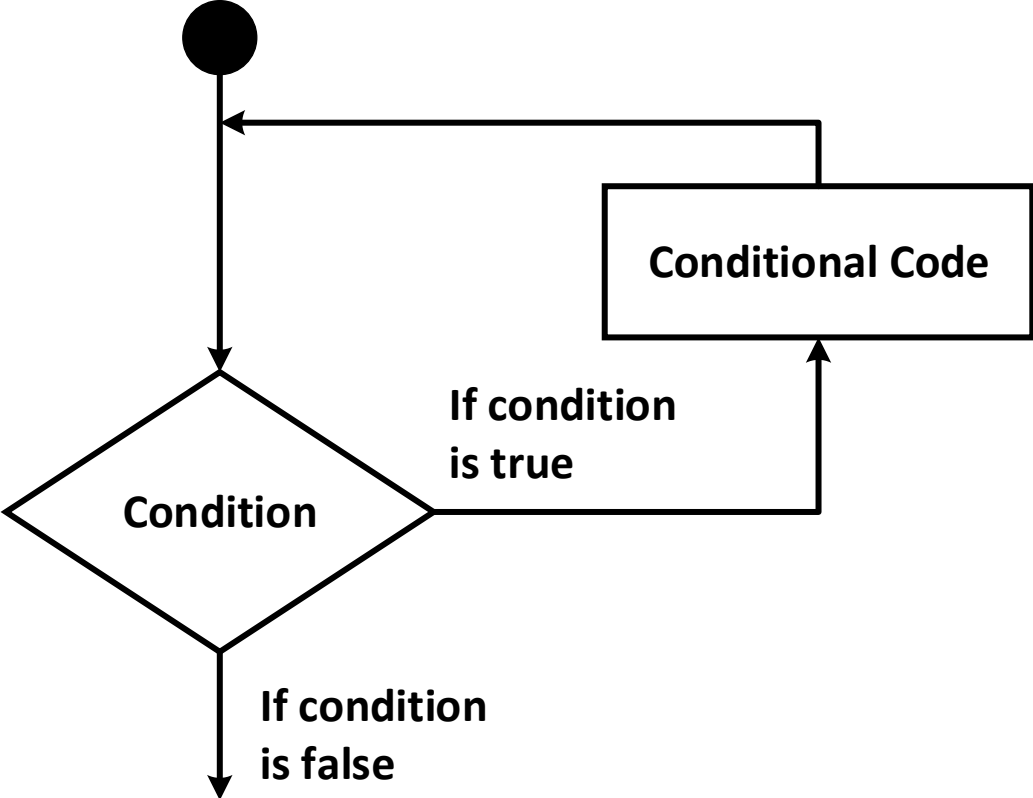 Conditional Code
If condition
is true
Condition
If condition
is false